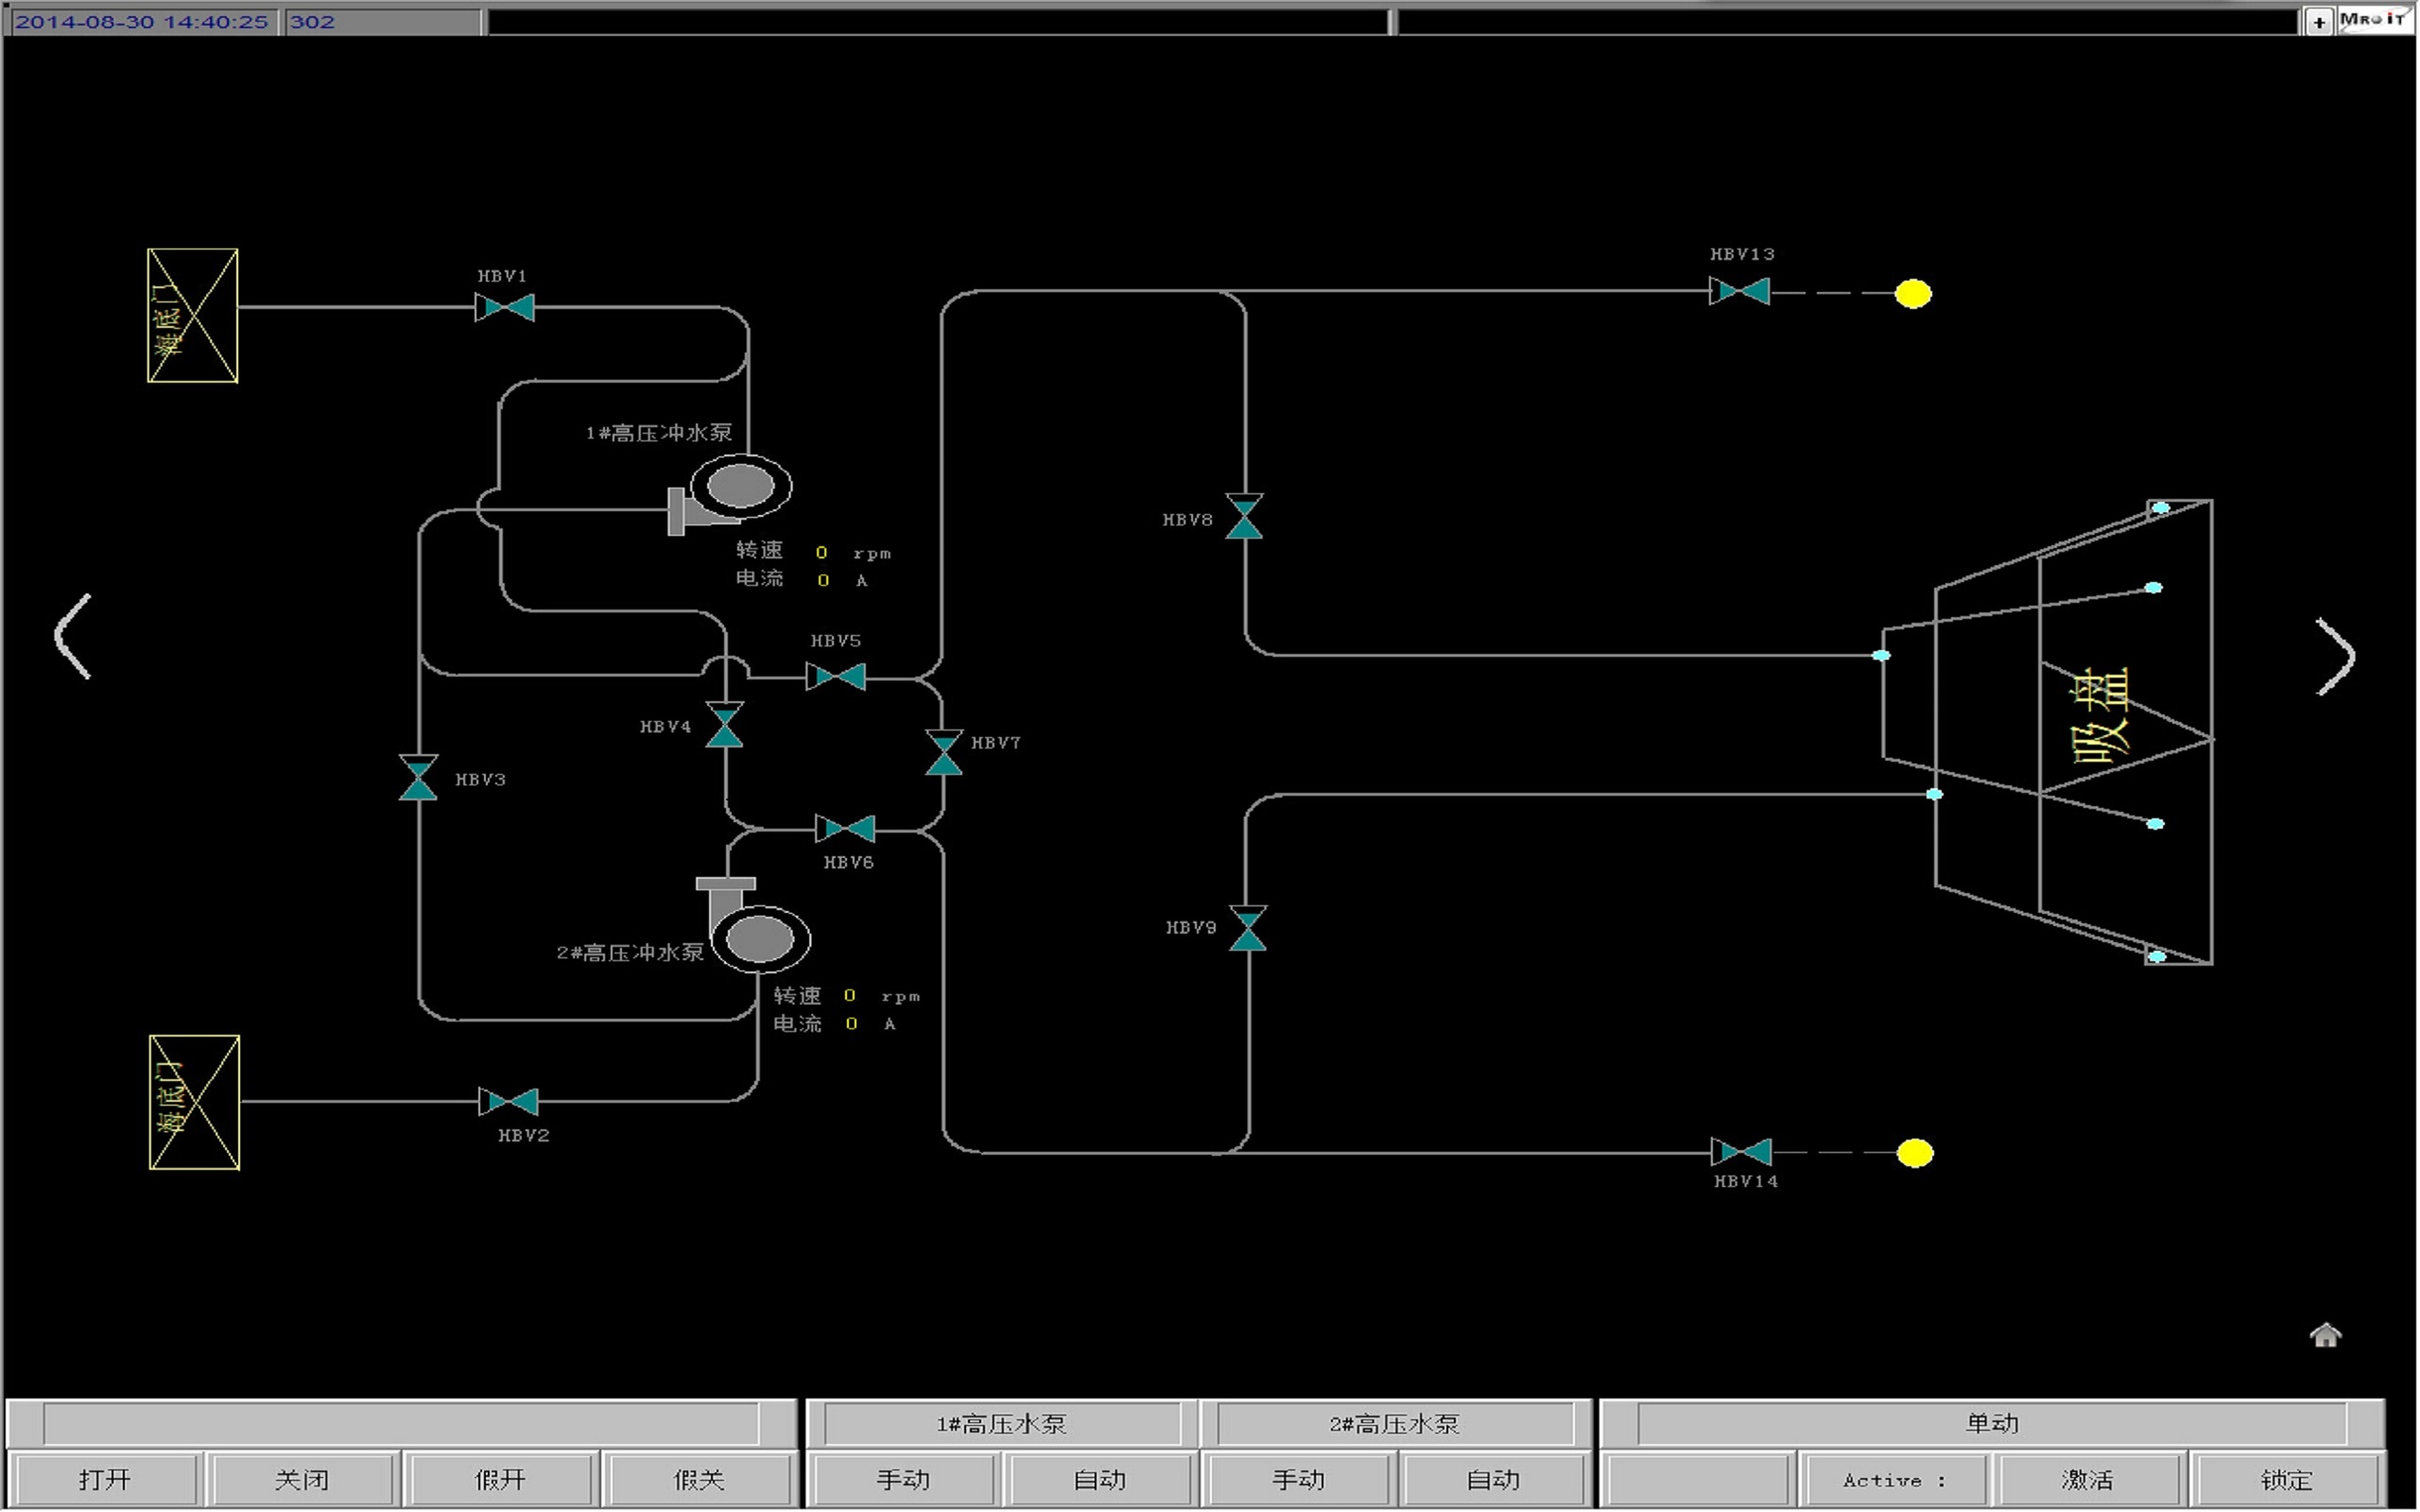 2014-08-30 14:40:25 302
+ MRO iT
HBV13
HBV1
海底门
1#高压冲水泵
HBV8
转速 0 rpm
电流 0 A
HBV5
HBV4
HBV7
吸盘
HBV3
HBV6
HBV9
2#高压冲水泵
转速 0 rpm
电流 0 A
海底门
HBV2
HBV14
1#高压水泵 2#高压水泵 单动
打开 关闭 假开 假关 手动 自动 手动 自动 Active : 激活 锁定